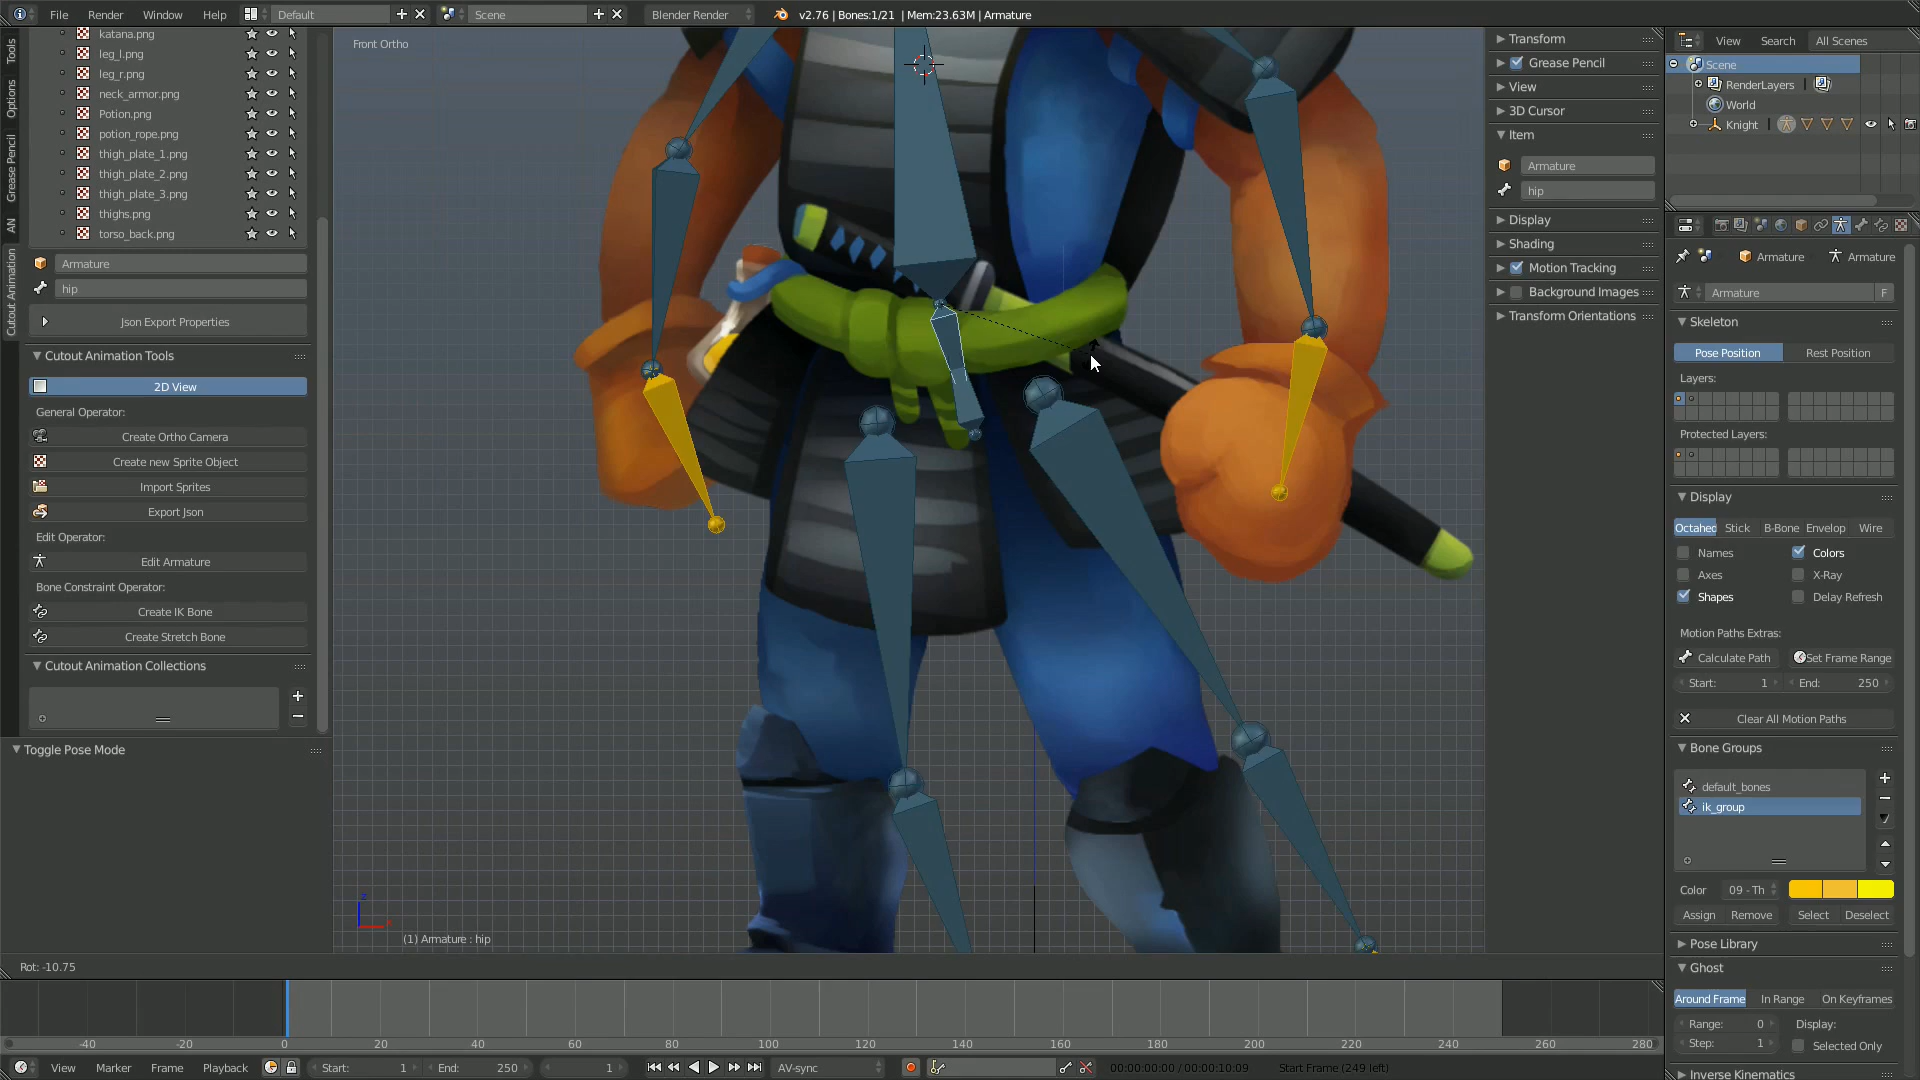 File Render Window Help Default Scene Blender Render v2.76 | Bones:1/21 | Mem:23.63M | Armature
Tools
Options
Grease Pencil
AN
Cutout Animation
katana.png
leg_l.png
leg_r.png
neck_armor.png
Potion.png
potion_rope.png
thigh_plate_1.png
thigh_plate_2.png
thigh_plate_3.png
thighs.png
torso_back.png
Armature
hip
Json Export Properties
Cutout Animation Tools
2D View
General Operator:
Create Ortho Camera
Create new Sprite Object
Import Sprites
Export Json
Edit Operator:
Edit Armature
Bone Constraint Operator:
Create IK Bone
Create Stretch Bone
Cutout Animation Collections
Toggle Pose Mode
Front Ortho
z
x
(1) Armature : hip
Rot: -10.75
Transform
Grease Pencil
View
3D Cursor
Item
Armature
hip
Display
Shading
Motion Tracking
Background Images
Transform Orientations
View Search All Scenes
Scene
RenderLayers |
World
Knight |
Armature Armature
Armature F
Skeleton
Pose Position Rest Position
Layers:
Protected Layers:
Display
Octahed Stick B-Bone Envelop Wire
Names Colors
Axes X-Ray
Shapes Delay Refresh
Motion Paths Extras:
Calculate Path Set Frame Range
Start: 1 End: 250
Clear All Motion Paths
Bone Groups
default_bones
ik_group
Color 09 - Th
Assign Remove Select Deselect
Pose Library
Ghost
Around Frame In Range On Keyframes
Range: 0 Display:
Step: 1 Selected Only
Inverse Kinematics
-40 -20 0 20 40 60 80 100 120 140 160 180 200 220 240 260 280
View Marker Frame Playback Start: 1 End: 250 1 AV-sync 00:00:00:00 / 00:00:10:09 Start Frame (249 left)